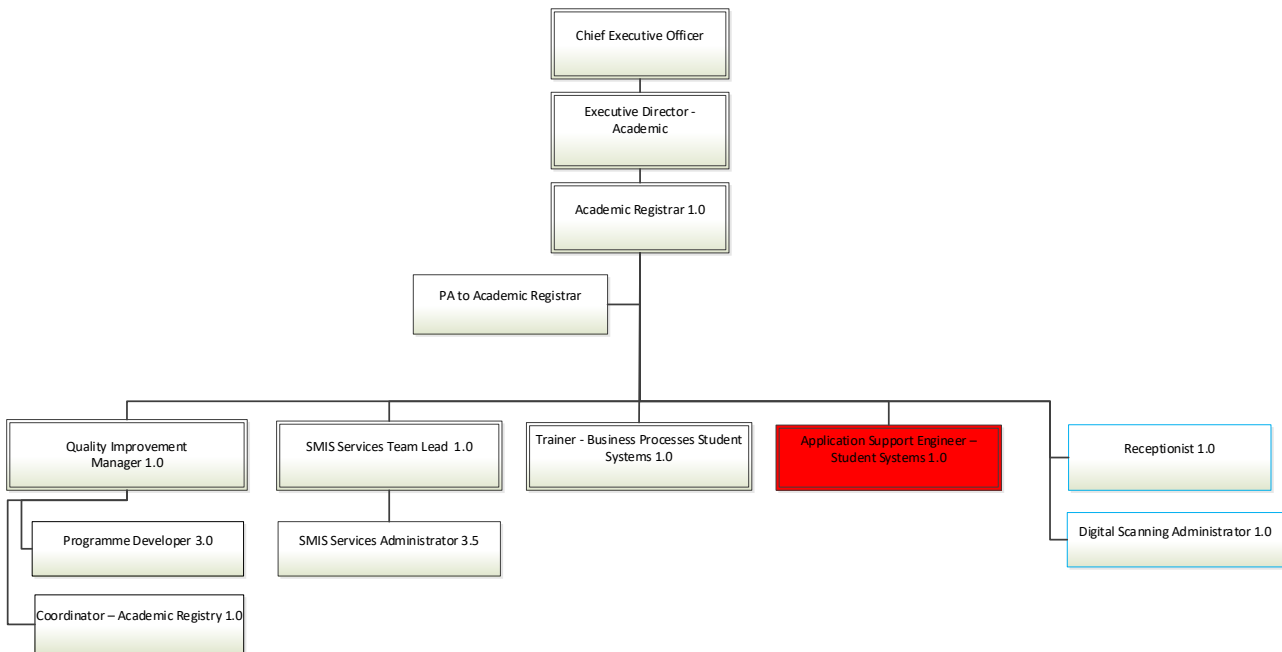 Chief Executive Officer
Executive Director -
Academic
Academic Registrar 1.0
PA to Academic Registrar
Quality Improvement
Manager 1.0
SMIS Services Team Lead 1.0
Trainer - Business Processes Student
Systems 1.0
Application Support Engineer –
Student Systems 1.0
Receptionist 1.0
Programme Developer 3.0
SMIS Services Administrator 3.5
Digital Scanning Administrator 1.0
Coordinator – Academic Registry 1.0